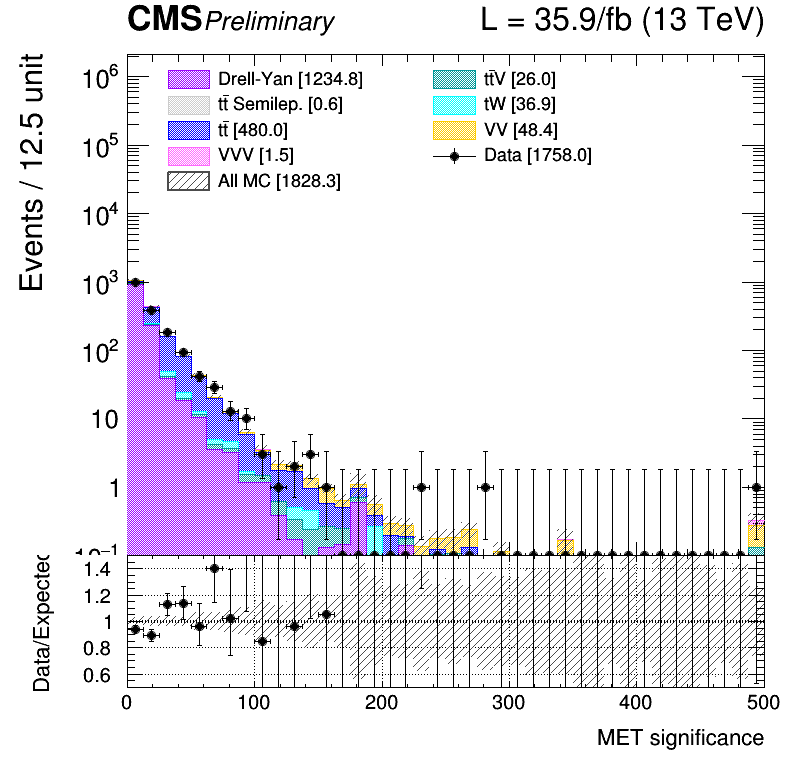 CMS Preliminary L = 35.9/fb (13 TeV)
Events / 12.5 unit
10⁶
10⁵
10⁴
10³
10²
10
1
10⁻¹
Drell-Yan [1234.8]
tt̄ Semilep. [0.6]
tt̄ [480.0]
VVV [1.5]
All MC [1828.3]
tt̄V [26.0]
tW [36.9]
VV [48.4]
Data [1758.0]
Data/Expected
1.4
1.2
1
0.8
0.6
0 100 200 300 400 500
MET significance